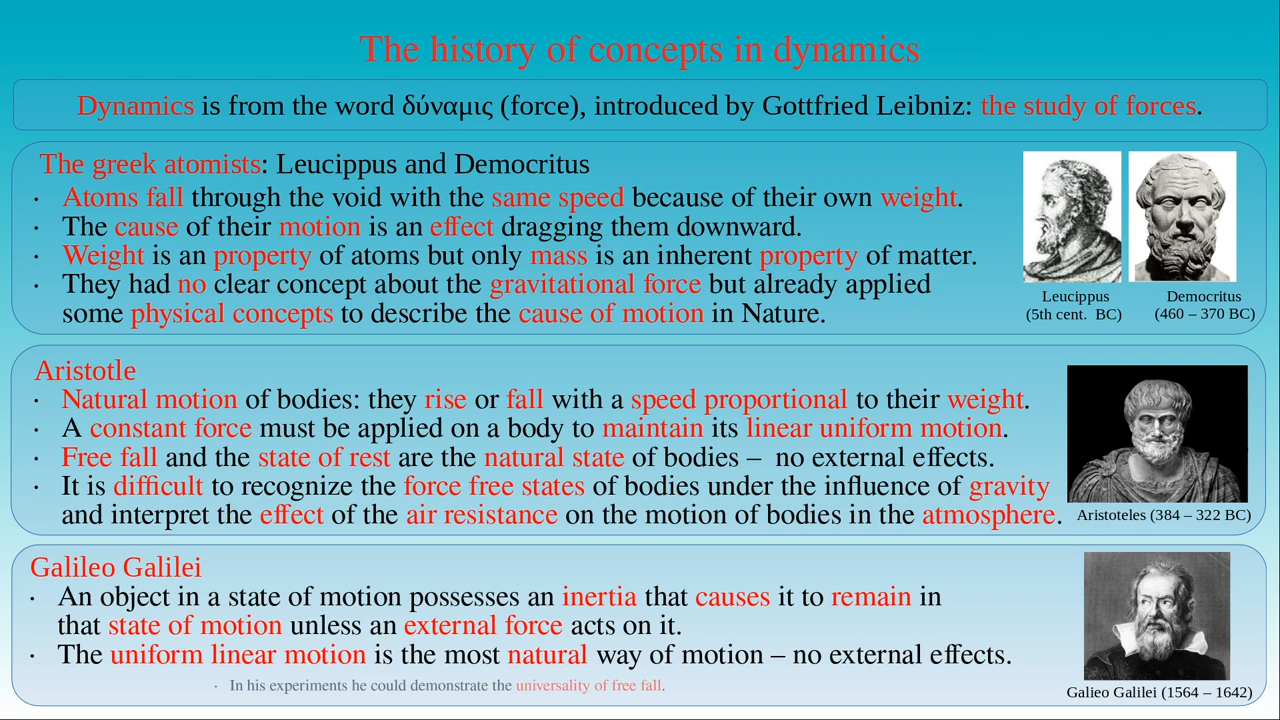 The history of concepts in dynamics
Dynamics is from the word δύναμις (force), introduced by Gottfried Leibniz: the study of forces.
The greek atomists: Leucippus and Democritus
· Atoms fall through the void with the same speed because of their own weight.
· The cause of their motion is an effect dragging them downward.
· Weight is an property of atoms but only mass is an inherent property of matter.
· They had no clear concept about the gravitational force but already applied
some physical concepts to describe the cause of motion in Nature.
Leucippus
(5th cent. BC)
Democritus
(460 – 370 BC)
Aristotle
· Natural motion of bodies: they rise or fall with a speed proportional to their weight.
· A constant force must be applied on a body to maintain its linear uniform motion.
· Free fall and the state of rest are the natural state of bodies – no external effects.
· It is difficult to recognize the force free states of bodies under the influence of gravity
and interpret the effect of the air resistance on the motion of bodies in the atmosphere.
Aristoteles (384 – 322 BC)
Galileo Galilei
· An object in a state of motion possesses an inertia that causes it to remain in
that state of motion unless an external force acts on it.
· The uniform linear motion is the most natural way of motion – no external effects.
· In his experiments he could demonstrate the universality of free fall.
Galieo Galilei (1564 – 1642)